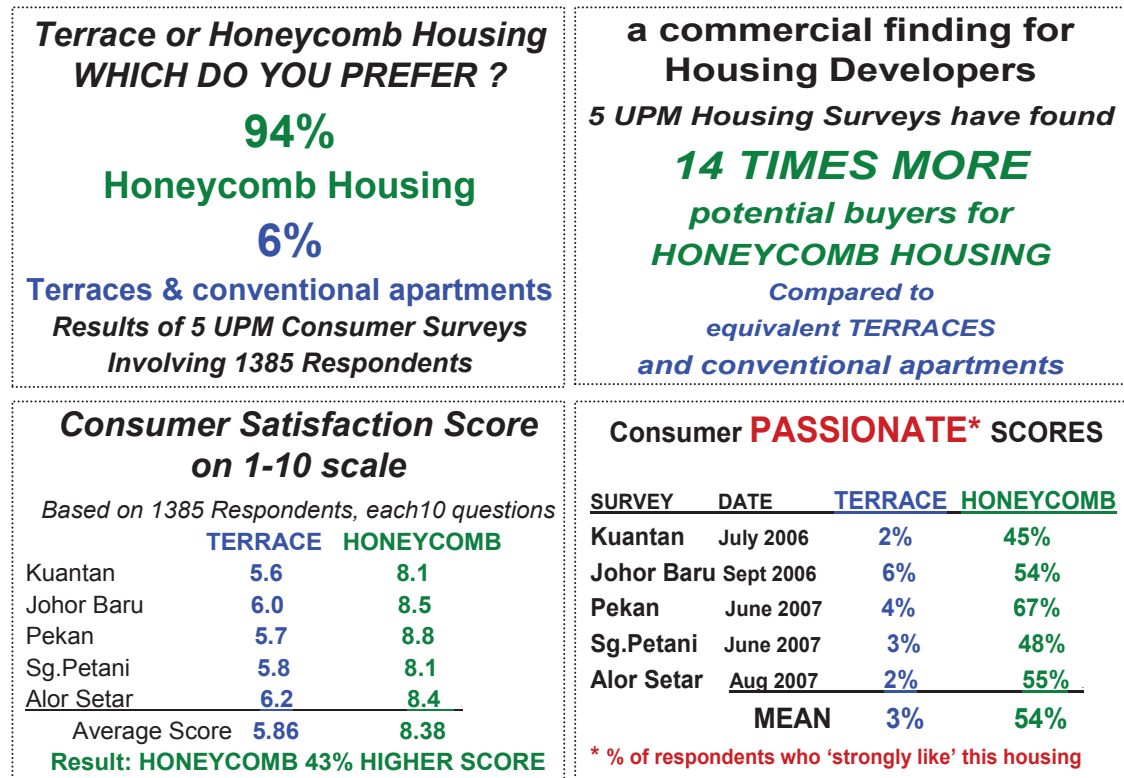 Terrace or Honeycomb Housing
WHICH DO YOU PREFER ?
94%
Honeycomb Housing
6%
Terraces & conventional apartments
Results of 5 UPM Consumer Surveys
Involving 1385 Respondents
a commercial finding for
Housing Developers
5 UPM Housing Surveys have found
14 TIMES MORE
potential buyers for
HONEYCOMB HOUSING
Compared to
equivalent TERRACES
and conventional apartments
Consumer Satisfaction Score
on 1-10 scale
Based on 1385 Respondents, each10 questions
TERRACE HONEYCOMB
Kuantan 5.6 8.1
Johor Baru 6.0 8.5
Pekan 5.7 8.8
Sg.Petani 5.8 8.1
Alor Setar 6.2 8.4
Average Score 5.86 8.38
Result: HONEYCOMB 43% HIGHER SCORE
Consumer PASSIONATE* SCORES
SURVEY DATE TERRACE HONEYCOMB
Kuantan July 2006 2% 45%
Johor Baru Sept 2006 6% 54%
Pekan June 2007 4% 67%
Sg.Petani June 2007 3% 48%
Alor Setar Aug 2007 2% 55%
MEAN 3% 54%
* % of respondents who ‘strongly like’ this housing